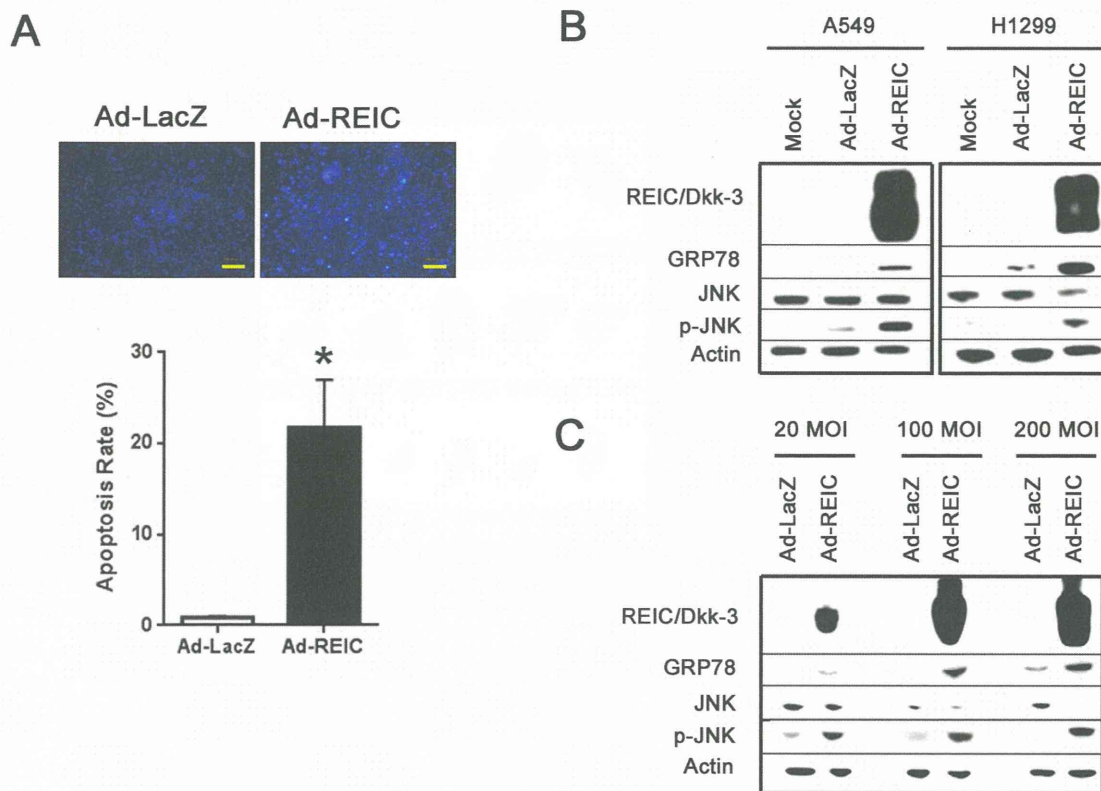 A
Ad-LacZ Ad-REIC
Apoptosis Rate (%)
30
20
10
0
*
Ad-LacZ Ad-REIC
B
A549 H1299
Mock Ad-LacZ Ad-REIC Mock Ad-LacZ Ad-REIC
REIC/Dkk-3
GRP78
JNK
p-JNK
Actin
C
20 MOI 100 MOI 200 MOI
Ad-LacZ Ad-REIC Ad-LacZ Ad-REIC Ad-LacZ Ad-REIC
REIC/Dkk-3
GRP78
JNK
p-JNK
Actin